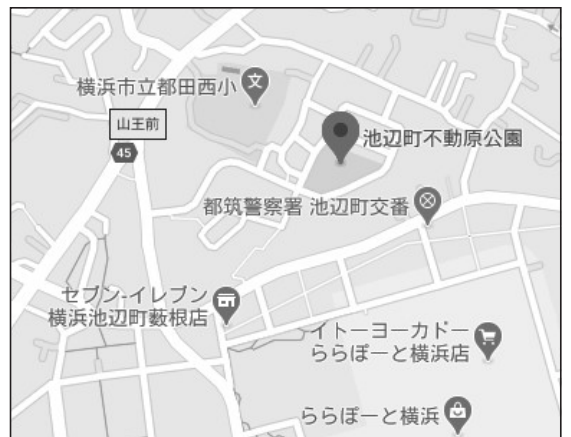 横浜市立都田西小
文
山王前
45
池辺町不動原公園
都筑警察署 池辺町交番
セブン-イレブン
横浜池辺町薮根店
イトーヨーカドー
ららぽーと横浜店
ららぽーと横浜